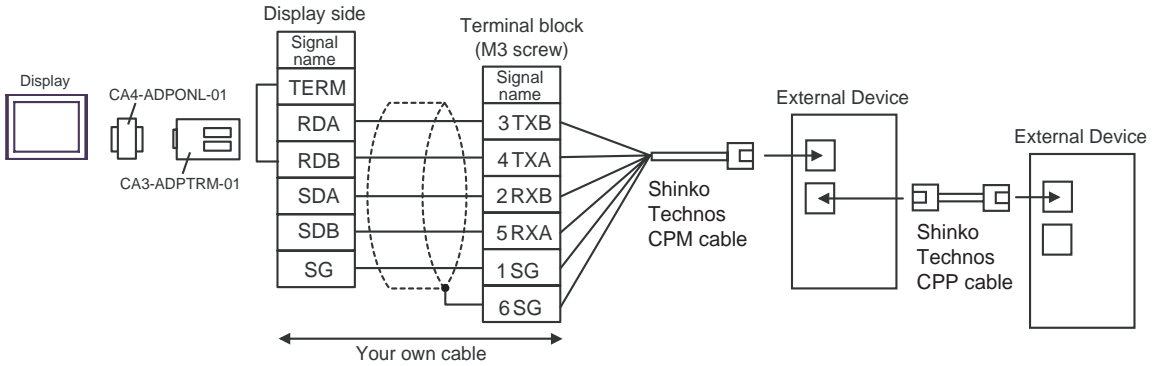 Display
CA4-ADPONL-01
CA3-ADPTRM-01
Display side
Signal
name
TERM
RDA
RDB
SDA
SDB
SG
Terminal block
(M3 screw)
Signal
name
3 TXB
4 TXA
2 RXB
5 RXA
1 SG
6 SG
Your own cable
Shinko
Technos
CPM cable
External Device
Shinko
Technos
CPP cable
External Device